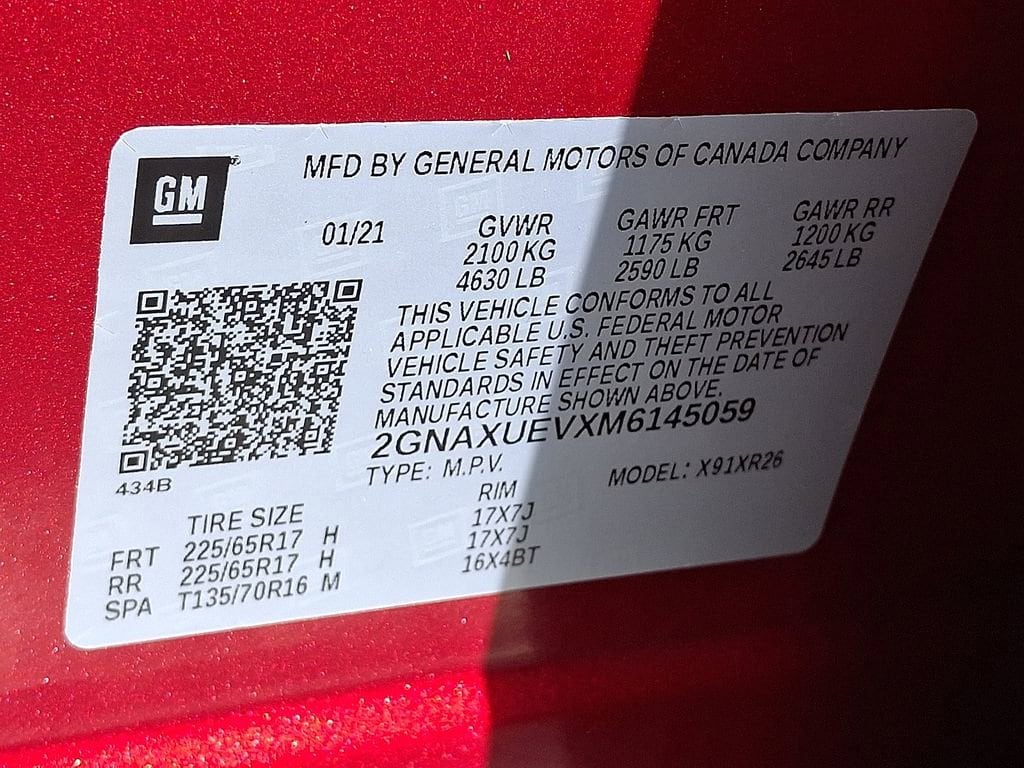 GM
MFD BY GENERAL MOTORS OF CANADA COMPANY
01/21 GVWR GAWR FRT GAWR RR
2100 KG 1175 KG 1200 KG
4630 LB 2590 LB 2645 LB
THIS VEHICLE CONFORMS TO ALL
APPLICABLE U.S. FEDERAL MOTOR
VEHICLE SAFETY AND THEFT PREVENTION
STANDARDS IN EFFECT ON THE DATE OF
MANUFACTURE SHOWN ABOVE.
2GNAXUEVXM6145059
TYPE: M.P.V. MODEL: X91XR26
434B
TIRE SIZE RIM
FRT 225/65R17 H 17X7J
RR 225/65R17 H 17X7J
SPA T135/70R16 M 16X4BT